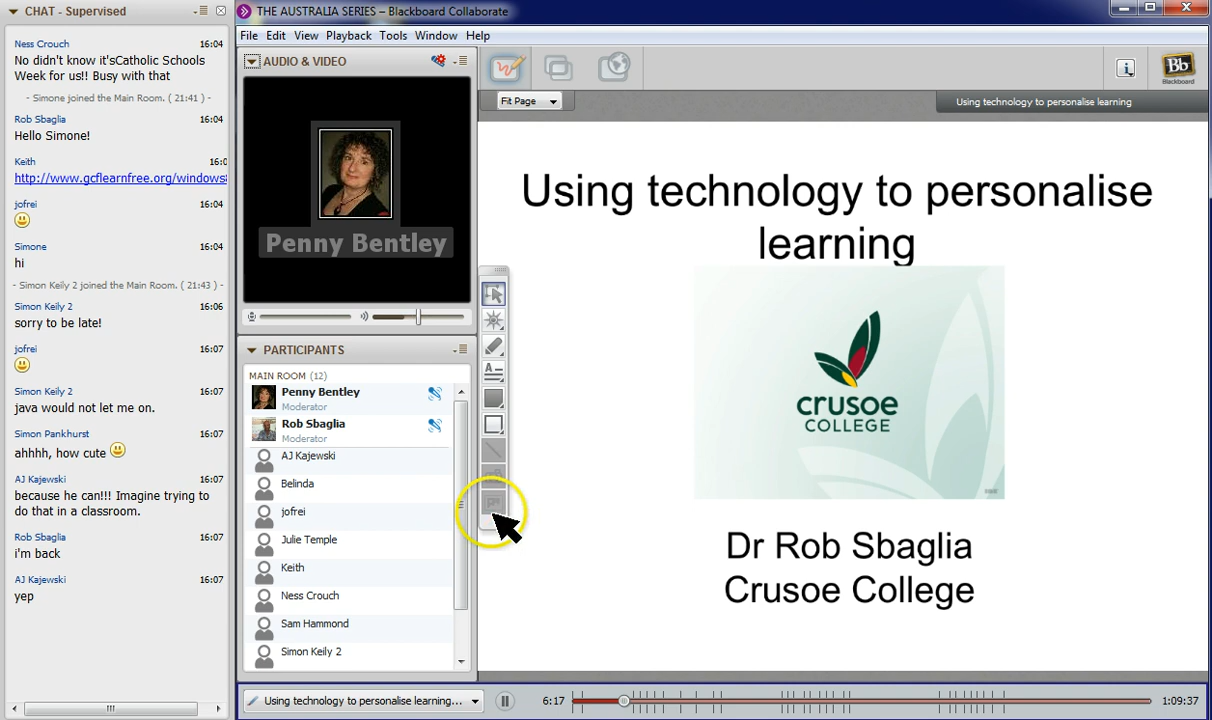 CHAT - Supervised
Ness Crouch 16:04
No didn't know it'sCatholic Schools
Week for us!! Busy with that
- Simone joined the Main Room. ( 21:41 ) -
Rob Sbaglia 16:04
Hello Simone!
Keith 16:0
http://www.gcflearnfree.org/windows8
jofrei 16:04
Simone 16:04
hi
- Simon Keily 2 joined the Main Room. ( 21:43 ) -
Simon Keily 2 16:06
sorry to be late!
jofrei 16:07
Simon Keily 2 16:07
java would not let me on.
Simon Pankhurst 16:07
ahhhh, how cute
AJ Kajewski 16:07
because he can!!! Imagine trying to
do that in a classroom.
Rob Sbaglia 16:07
i'm back
AJ Kajewski 16:07
yep
THE AUSTRALIA SERIES – Blackboard Collaborate
File Edit View Playback Tools Window Help
AUDIO & VIDEO
Penny Bentley
PARTICIPANTS
MAIN ROOM (12)
Penny Bentley
Moderator
Rob Sbaglia
Moderator
AJ Kajewski
Belinda
jofrei
Julie Temple
Keith
Ness Crouch
Sam Hammond
Simon Keily 2
Bb
Blackboard
Fit Page
Using technology to personalise learning
Using technology to personalise
learning
crusoe
COLLEGE
Dr Rob Sbaglia
Crusoe College
Using technology to personalise learning...
6:17
1:09:37